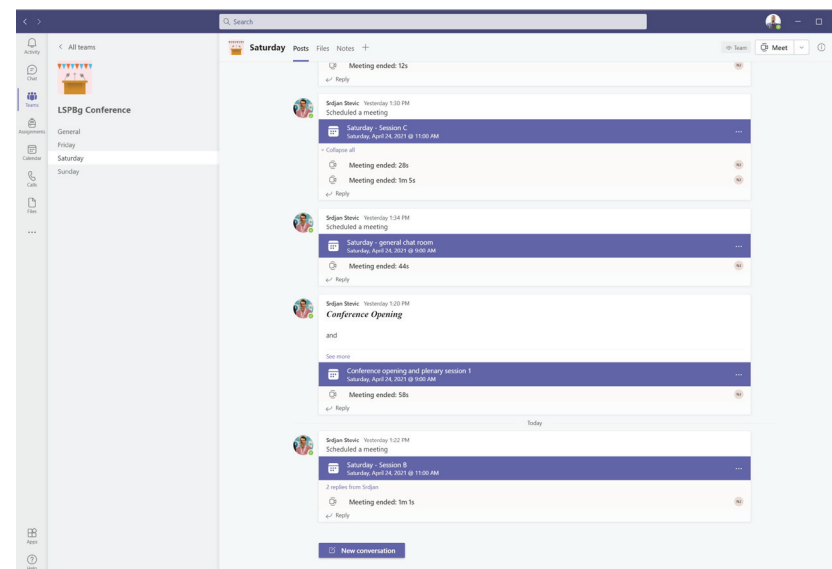 Search
Activity
Chat
Teams
Assignments
Calendar
Calls
Files
Apps
Help
All teams
LSPBg Conference
General
Friday
Saturday
Sunday
Saturday Posts Files Notes +
Team
Meet
Meeting ended: 12s
Reply
Srdjan Stevic Yesterday 1:30 PM
Scheduled a meeting
Saturday - Session C
Saturday, April 24, 2021 @ 11:00 AM
Collapse all
Meeting ended: 28s
Meeting ended: 1m 5s
Reply
Srdjan Stevic Yesterday 1:34 PM
Scheduled a meeting
Saturday - general chat room
Saturday, April 24, 2021 @ 9:00 AM
Meeting ended: 44s
Reply
Srdjan Stevic Yesterday 1:20 PM
Conference Opening
and
See more
Conference opening and plenary session 1
Saturday, April 24, 2021 @ 9:00 AM
Meeting ended: 58s
Reply
Today
Srdjan Stevic Yesterday 1:22 PM
Scheduled a meeting
Saturday - Session B
Saturday, April 24, 2021 @ 11:00 AM
2 replies from Srdjan
Meeting ended: 1m 1s
Reply
New conversation